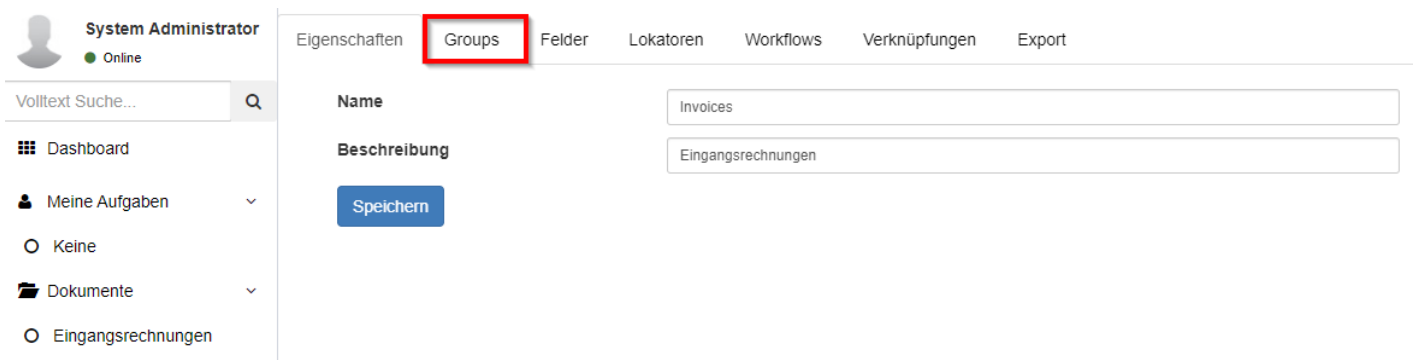 System Administrator
Online
Volltext Suche...
Dashboard
Meine Aufgaben
Keine
Dokumente
Eingangsrechnungen
Eigenschaften Groups Felder Lokatoren Workflows Verknüpfungen Export
Name Invoices
Beschreibung Eingangsrechnungen
Speichern